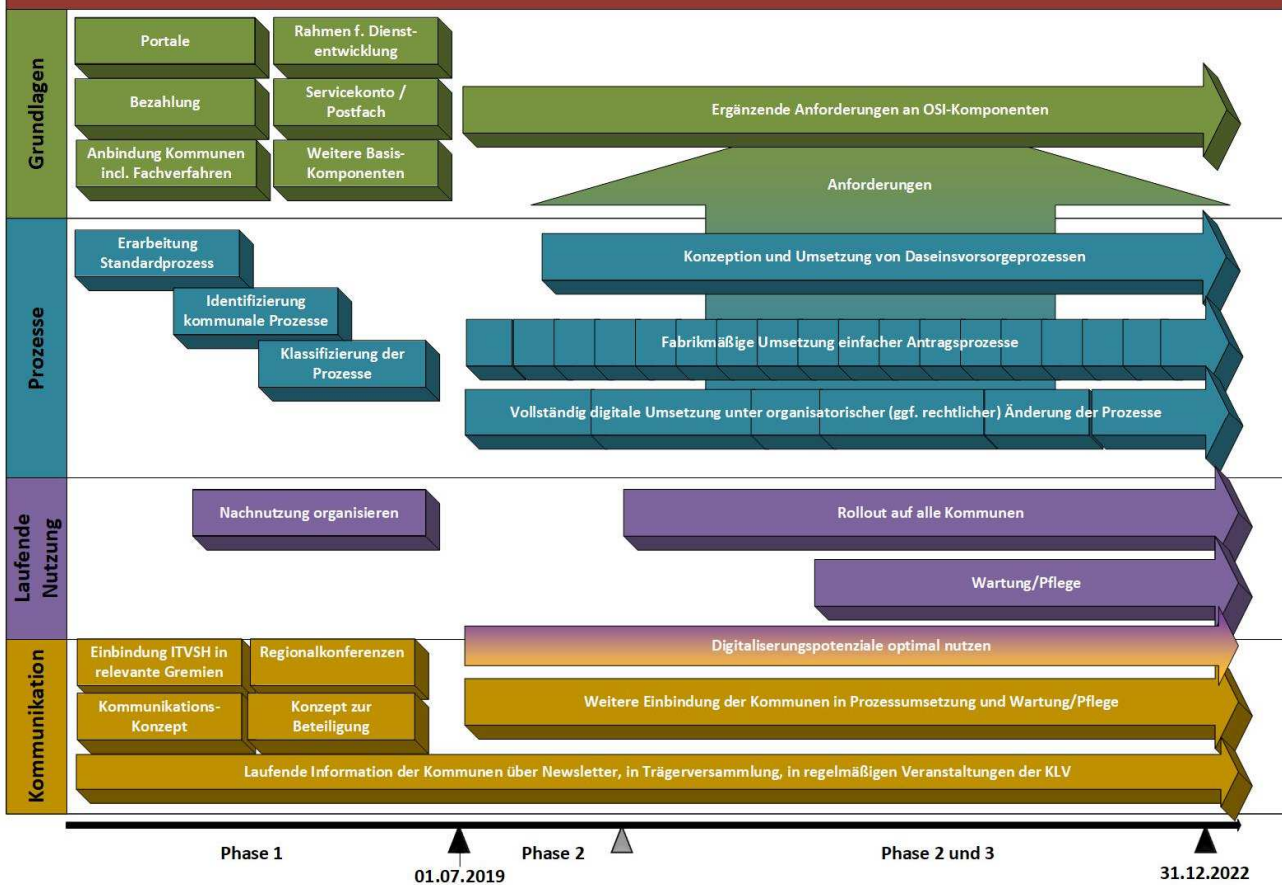 Grundlagen
Portale
Rahmen f. Dienst-
entwicklung
Bezahlung
Servicekonto /
Postfach
Anbindung Kommunen
incl. Fachverfahren
Weitere Basis-
Komponenten
Ergänzende Anforderungen an OSI-Komponenten
Anforderungen
Prozesse
Erarbeitung
Standardprozess
Identifizierung
kommunale Prozesse
Klassifizierung der
Prozesse
Konzeption und Umsetzung von Daseinsvorsorgeprozessen
Fabrikmäßige Umsetzung einfacher Antragsprozesse
Vollständig digitale Umsetzung unter organisatorischer (ggf. rechtlicher) Änderung der Prozesse
Laufende
Nutzung
Nachnutzung organisieren
Rollout auf alle Kommunen
Wartung/Pflege
Kommunikation
Einbindung ITVSH in
relevante Gremien
Regionalkonferenzen
Kommunikations-
Konzept
Konzept zur
Beteiligung
Digitaliserungspotenziale optimal nutzen
Weitere Einbindung der Kommunen in Prozessumsetzung und Wartung/Pflege
Laufende Information der Kommunen über Newsletter, in Trägerversammlung, in regelmäßigen Veranstaltungen der KLV
Phase 1
Phase 2
Phase 2 und 3
01.07.2019
31.12.2022